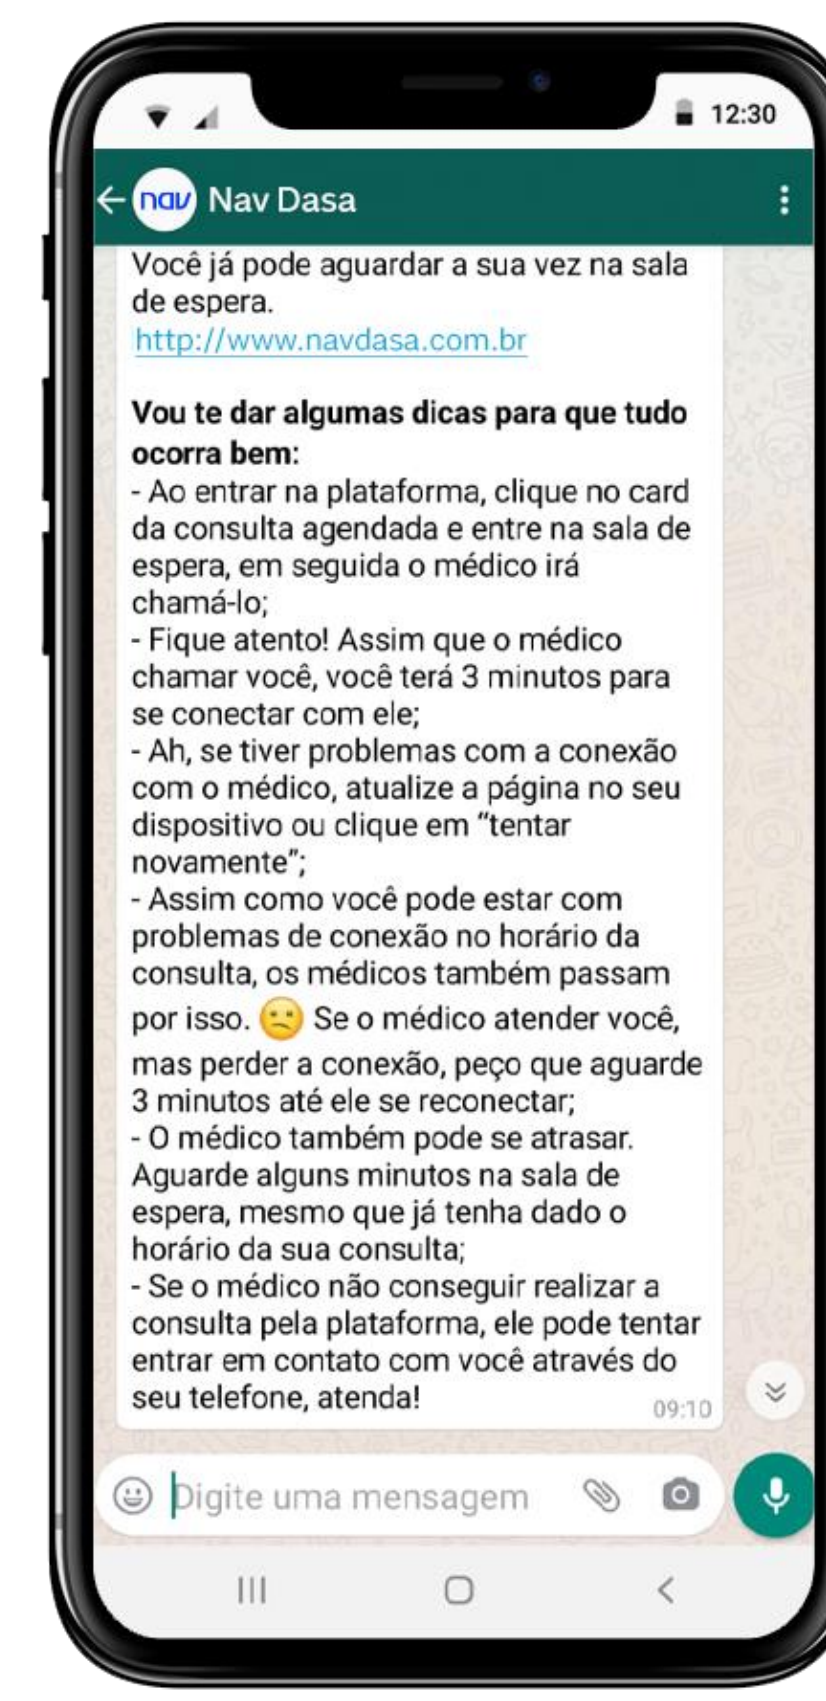 12:30
nav Nav Dasa
Você já pode aguardar a sua vez na sala
de espera.
http://www.navdasa.com.br
Vou te dar algumas dicas para que tudo
ocorra bem:
- Ao entrar na plataforma, clique no card
da consulta agendada e entre na sala de
espera, em seguida o médico irá
chamá-lo;
- Fique atento! Assim que o médico
chamar você, você terá 3 minutos para
se conectar com ele;
- Ah, se tiver problemas com a conexão
com o médico, atualize a página no seu
dispositivo ou clique em “tentar
novamente”;
- Assim como você pode estar com
problemas de conexão no horário da
consulta, os médicos também passam
por isso. 😕 Se o médico atender você,
mas perder a conexão, peço que aguarde
3 minutos até ele se reconectar;
- O médico também pode se atrasar.
Aguarde alguns minutos na sala de
espera, mesmo que já tenha dado o
horário da sua consulta;
- Se o médico não conseguir realizar a
consulta pela plataforma, ele pode tentar
entrar em contato com você através do
seu telefone, atenda!
09:10
Digite uma mensagem